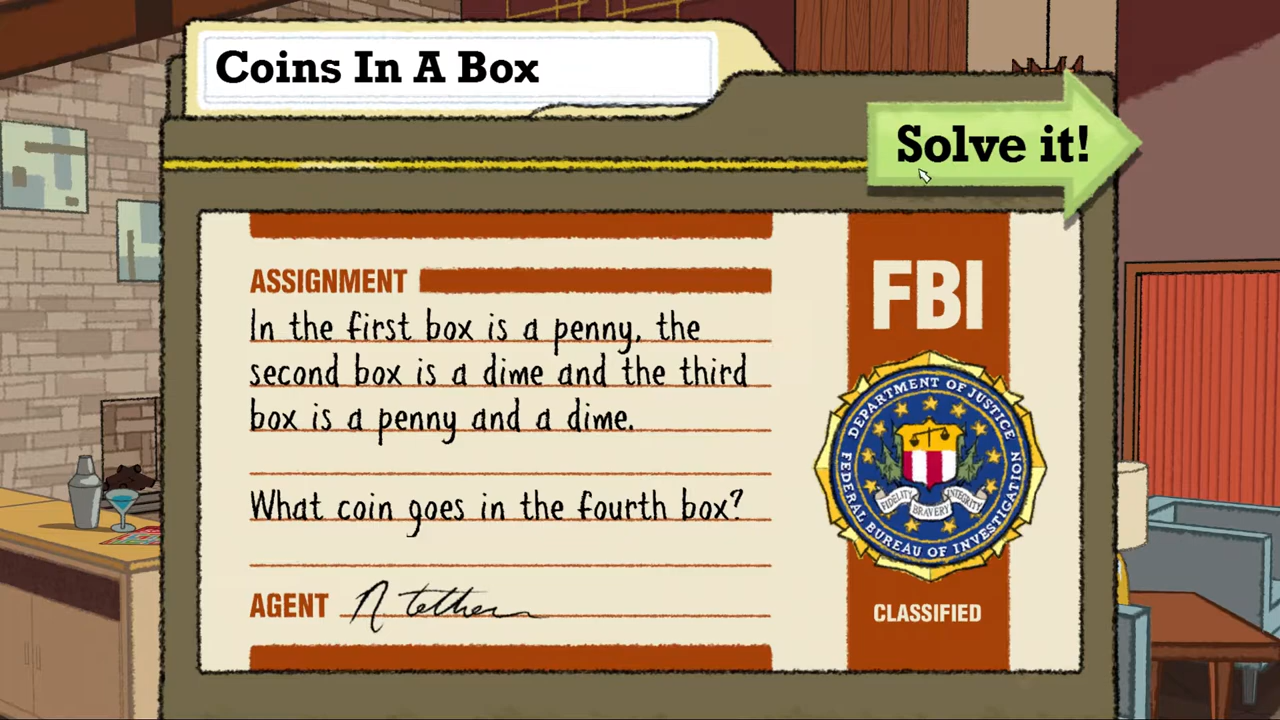 Coins In A Box
Solve it!
ASSIGNMENT
In the first box is a penny, the
second box is a dime and the third
box is a penny and a dime.
What coin goes in the fourth box?
AGENT N tether
FBI
DEPARTMENT OF JUSTICE
FEDERAL BUREAU OF INVESTIGATION
FIDELITY
BRAVERY
INTEGRITY
CLASSIFIED